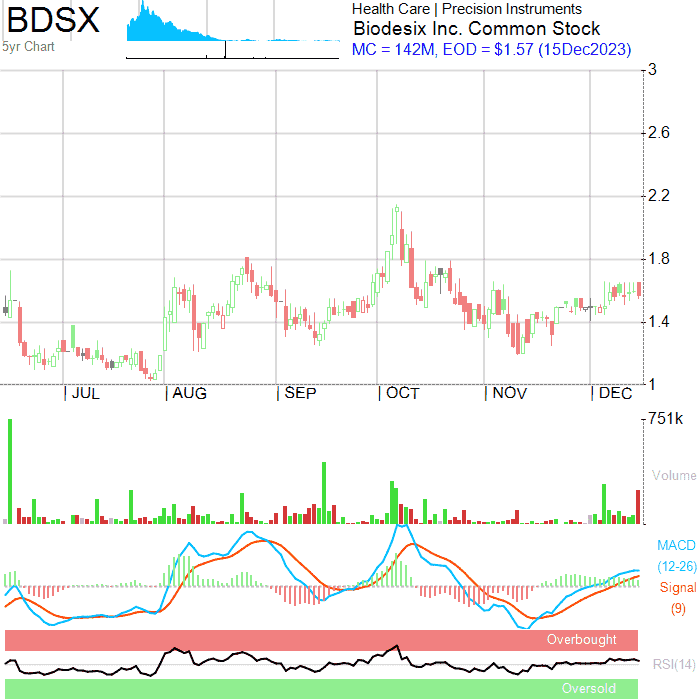 BDSX
5yr Chart
Health Care | Precision Instruments
Biodesix Inc. Common Stock
MC = 142M, EOD = $1.57 (15Dec2023)
3
2.6
2.2
1.8
1.4
1
JUL AUG SEP OCT NOV DEC
751k
Volume
MACD
(12-26)
Signal
(9)
Overbought
RSI(14)
Oversold